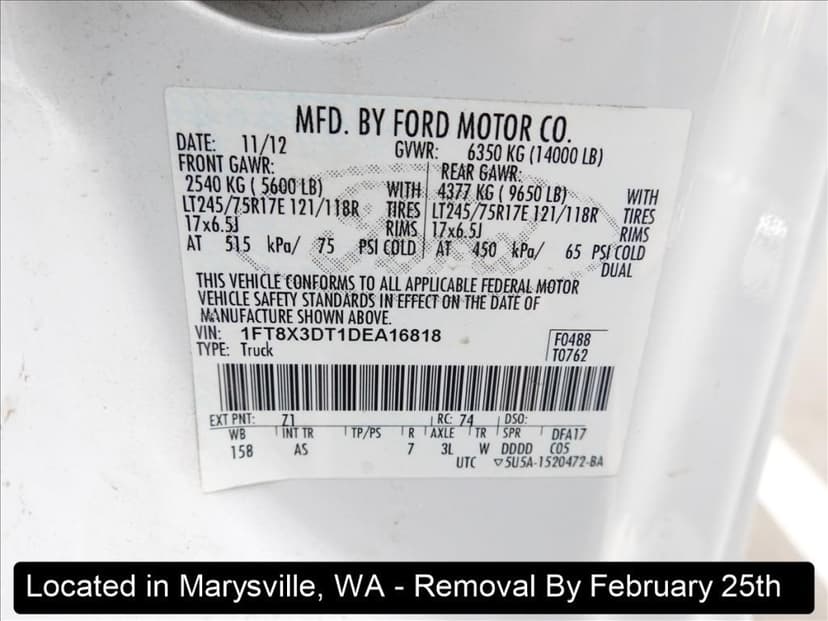 MFD. BY FORD MOTOR CO.
DATE: 11/12 GVWR: 6350 KG (14000 LB)
FRONT GAWR: REAR GAWR:
2540 KG ( 5600 LB) WITH 4377 KG ( 9650 LB) WITH
LT245/75R17E 121/118R TIRES LT245/75R17E 121/118R TIRES
17x6.5J RIMS 17x6.5J RIMS
AT 515 kPa/ 75 PSI COLD AT 450 kPa/ 65 PSI COLD
DUAL
THIS VEHICLE CONFORMS TO ALL APPLICABLE FEDERAL MOTOR
VEHICLE SAFETY STANDARDS IN EFFECT ON THE DATE OF
MANUFACTURE SHOWN ABOVE.
VIN: 1FT8X3DT1DEA16818 F0488
TYPE: Truck T0762
EXT PNT: Z1 RC: 74 DSO:
WB INT TR TP/PS R AXLE TR SPR DFA17
158 AS 7 3L W DDDD C05
UTC ▽5U5A-1520472-BA
Located in Marysville, WA - Removal By February 25th